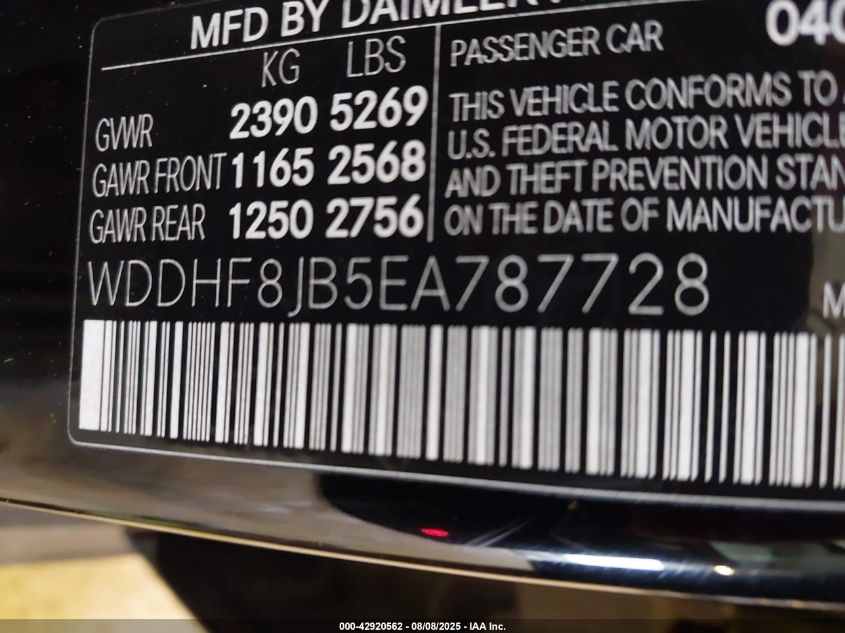 MFD BY DAIMLER
KG LBS
GVWR 2390 5269
GAWR FRONT 1165 2568
GAWR REAR 1250 2756
PASSENGER CAR
THIS VEHICLE CONFORMS TO
U.S. FEDERAL MOTOR VEHICLE
AND THEFT PREVENTION STAN
ON THE DATE OF MANUFACTU
WDDHF8JB5EA787728
000-42920562 - 08/08/2025 - IAA Inc.